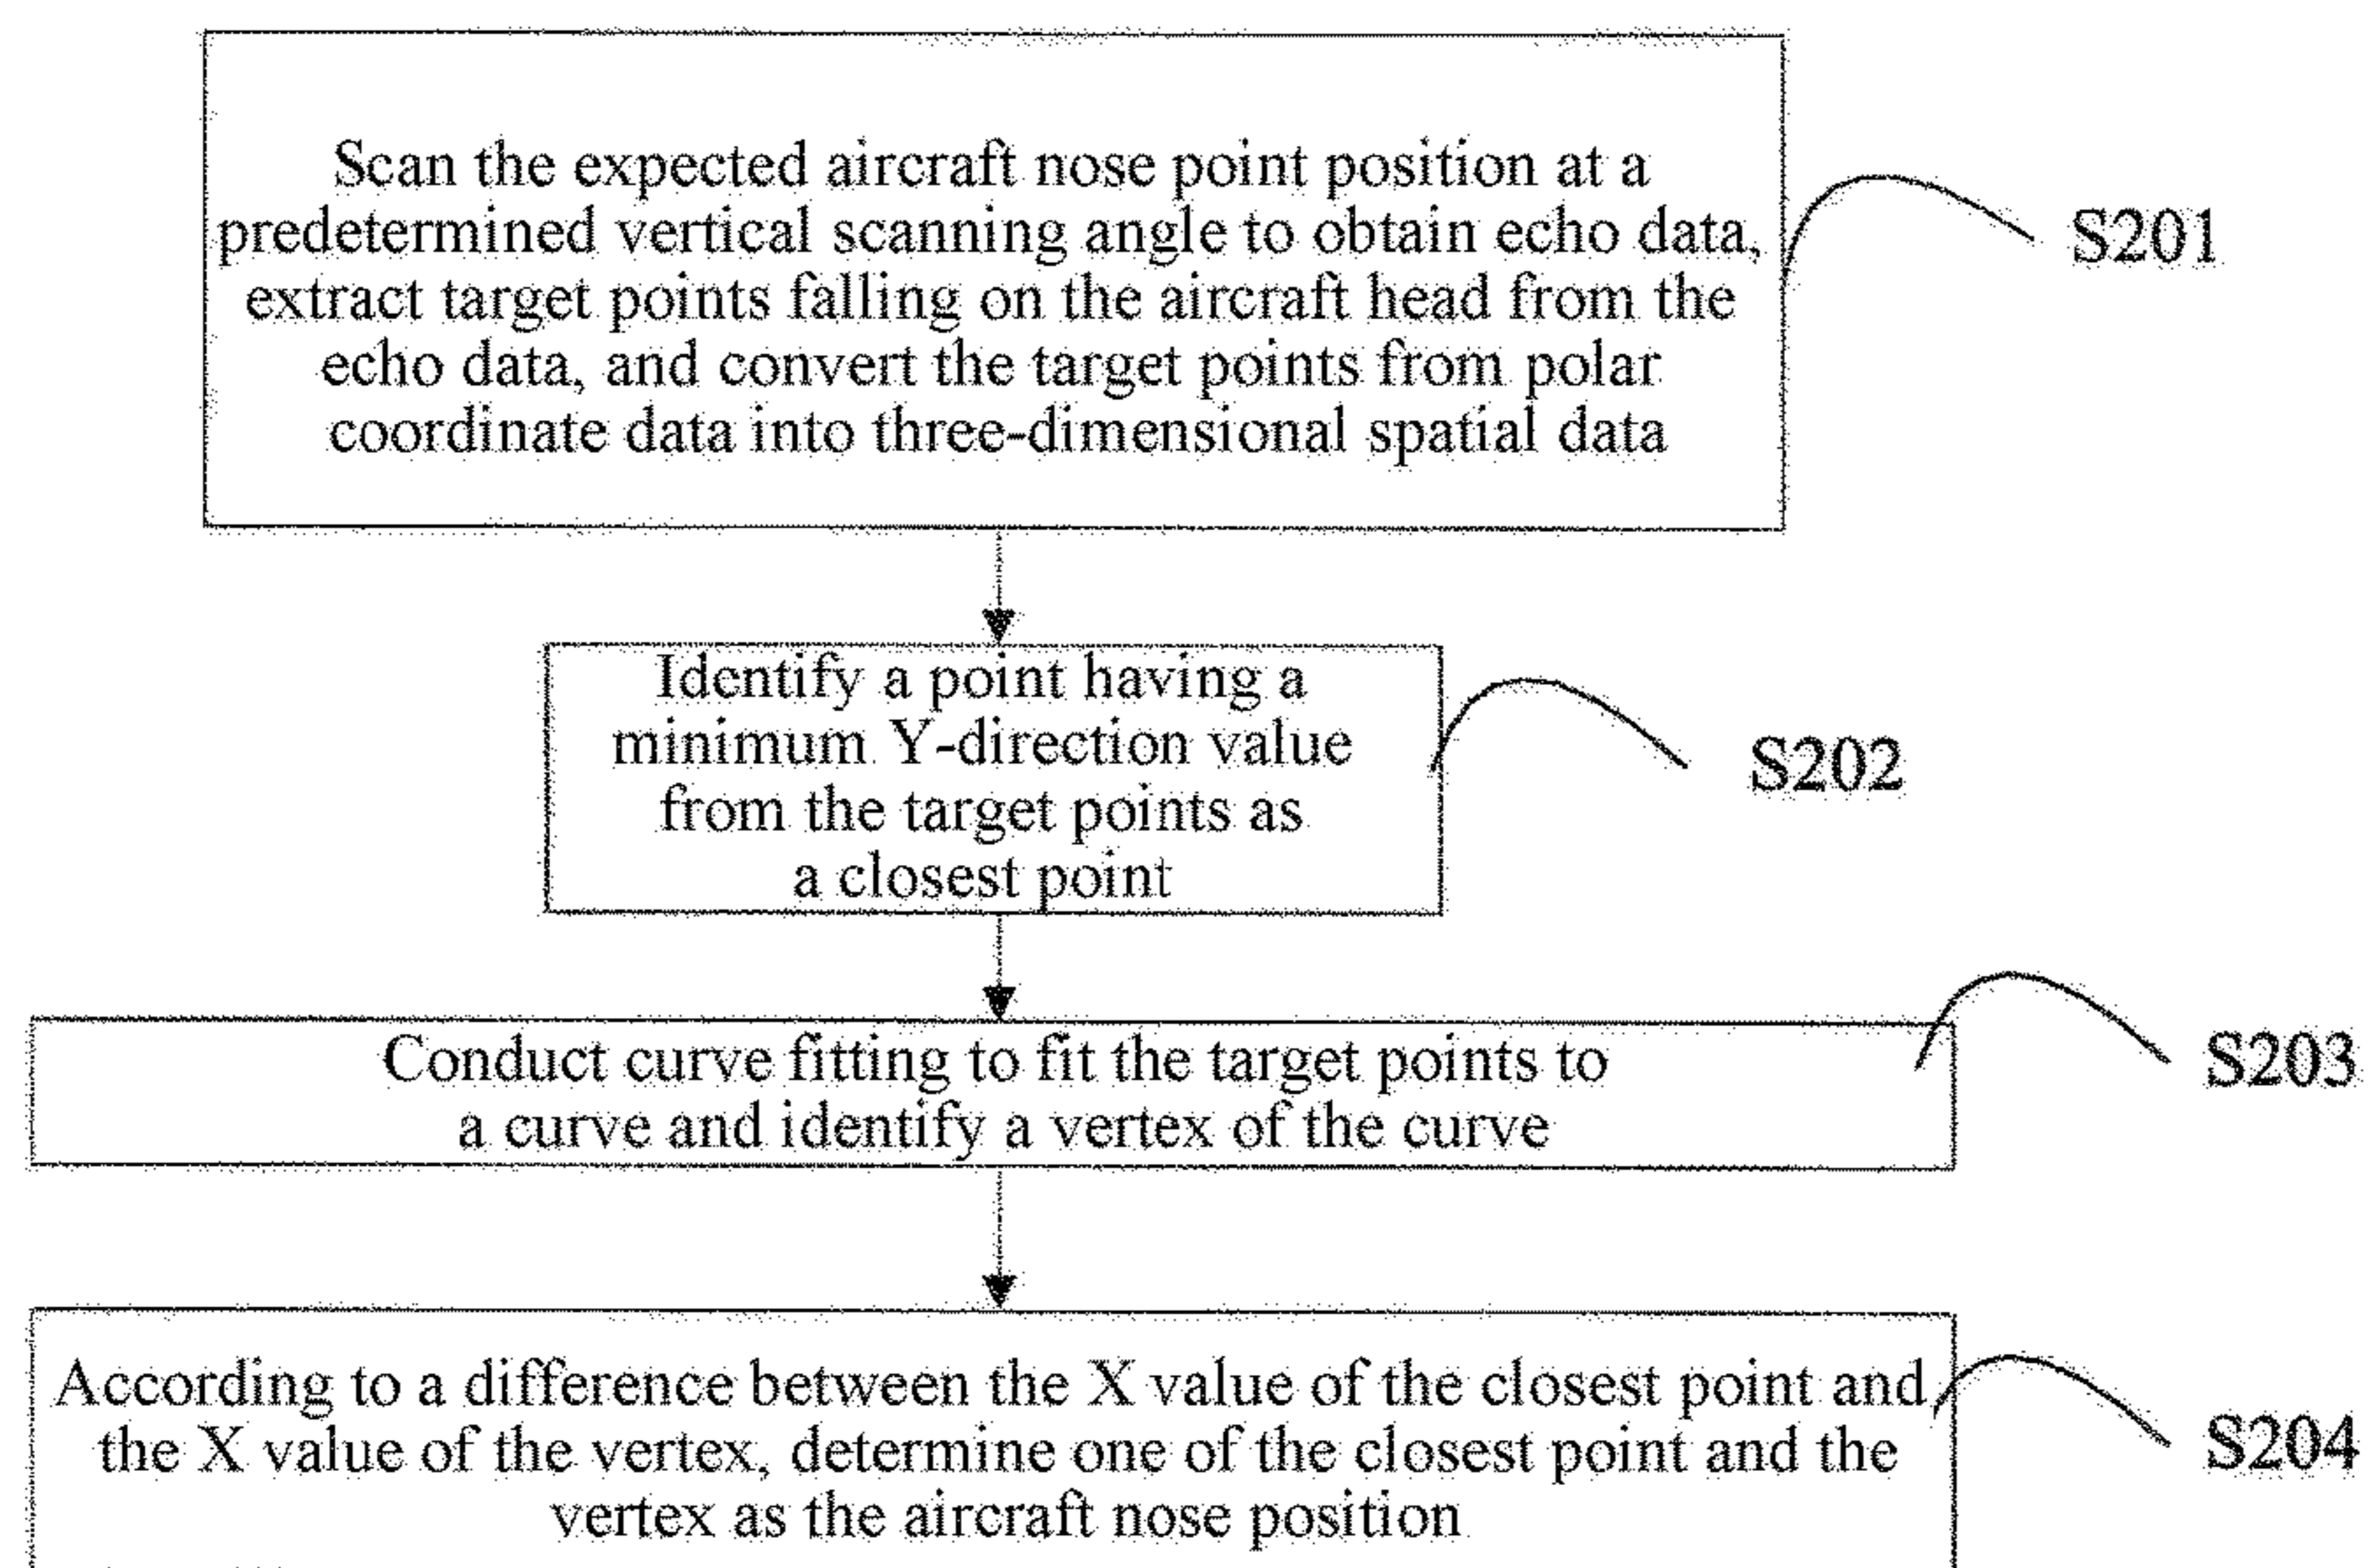 Scan the expected aircraft nose point position at a
predetermined vertical scanning angle to obtain echo data,
extract target points falling on the aircraft head from the
echo data, and convert the target points from polar
coordinate data into three-dimensional spatial data
S201
Identify a point having a
minimum Y-direction value
from the target points as
a closest point
S202
Conduct curve fitting to fit the target points to
a curve and identify a vertex of the curve
S203
According to a difference between the X value of the closest point and
the X value of the vertex, determine one of the closest point and the
vertex as the aircraft nose position
S204